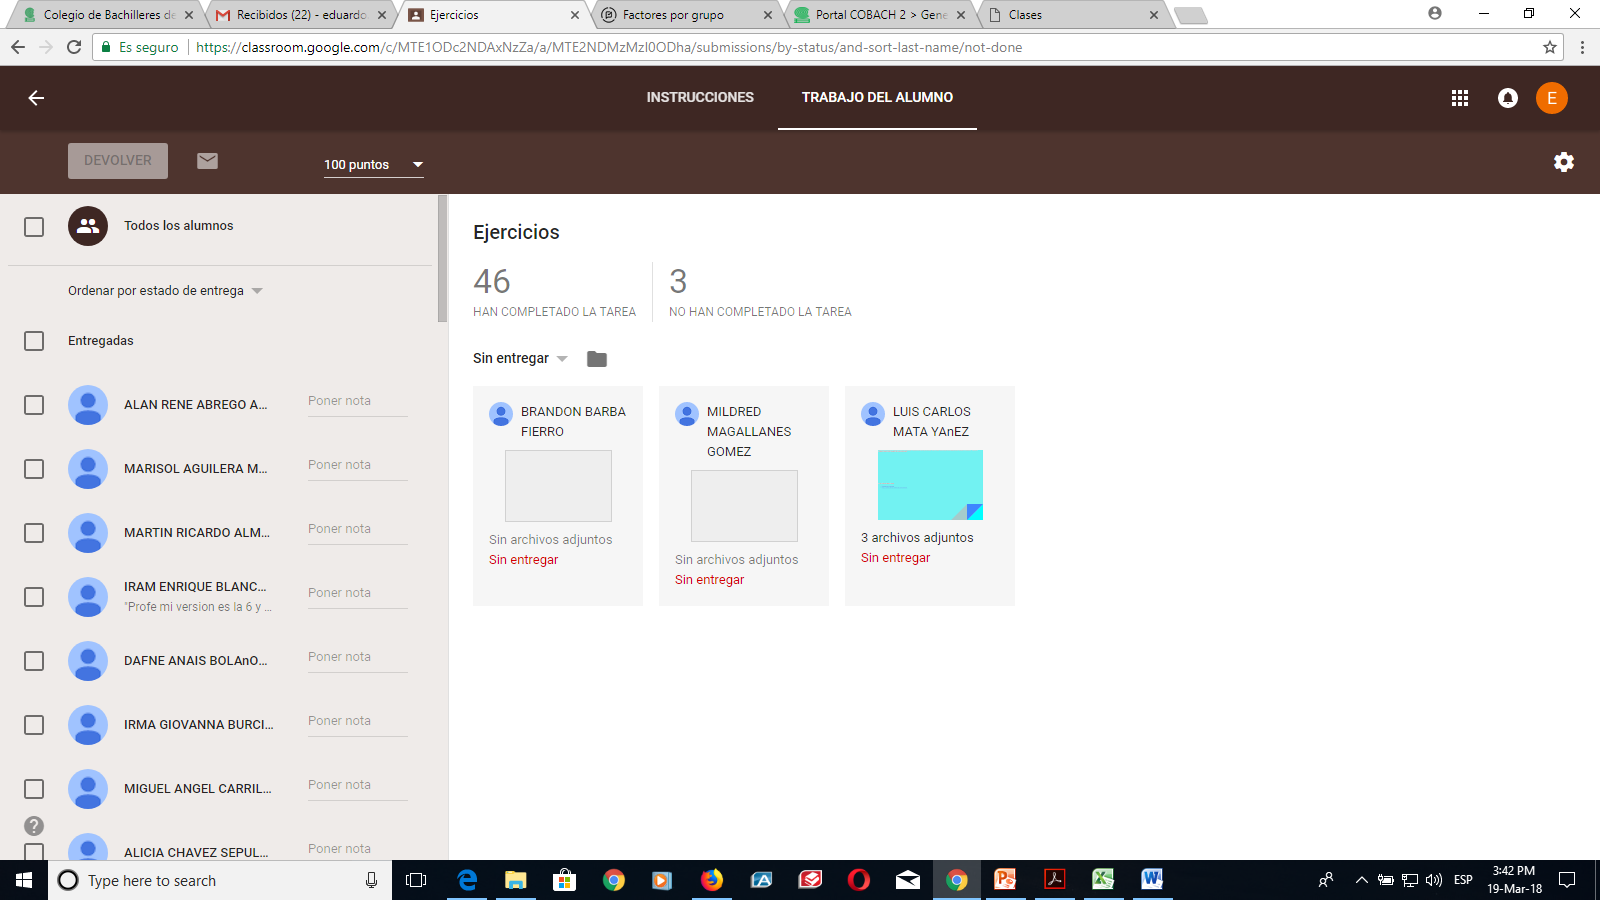 Colegio de Bachilleres de
Recibidos (22) - eduardo
Ejercicios
Factores por grupo
Portal COBACH 2 > Gene
Clases
Es seguro
https://classroom.google.com/c/MTE1ODc2NDAxNzZa/a/MTE2NDMzMzI0ODha/submissions/by-status/and-sort-last-name/not-done
INSTRUCCIONES
TRABAJO DEL ALUMNO
E
DEVOLVER
100 puntos
Todos los alumnos
Ordenar por estado de entrega
Entregadas
ALAN RENE ABREGO A...
Poner nota
MARISOL AGUILERA M...
Poner nota
MARTIN RICARDO ALM...
Poner nota
IRAM ENRIQUE BLANC...
"Profe mi version es la 6 y ...
Poner nota
DAFNE ANAIS BOLAnO...
Poner nota
IRMA GIOVANNA BURCI...
Poner nota
MIGUEL ANGEL CARRIL...
Poner nota
ALICIA CHAVEZ SEPUL...
Poner nota
Ejercicios
46
HAN COMPLETADO LA TAREA
3
NO HAN COMPLETADO LA TAREA
Sin entregar
BRANDON BARBA
FIERRO
Sin archivos adjuntos
Sin entregar
MILDRED
MAGALLANES
GOMEZ
Sin archivos adjuntos
Sin entregar
LUIS CARLOS
MATA YAnEZ
3 archivos adjuntos
Sin entregar
Type here to search
ESP
3:42 PM
19-Mar-18